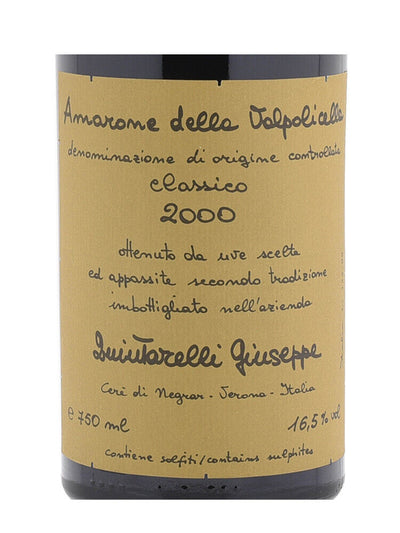 Amarone della Valpolicella
denominazione di origine controllata
classico
2000
ottenuto da uve scelte
ed appassite secondo tradizione
imbottigliato nell'azienda
Quintarelli Giuseppe
Cerè di Negrar - Verona - Italia
e 750 ml 16,5% vol
contiene solfiti/contains sulphites